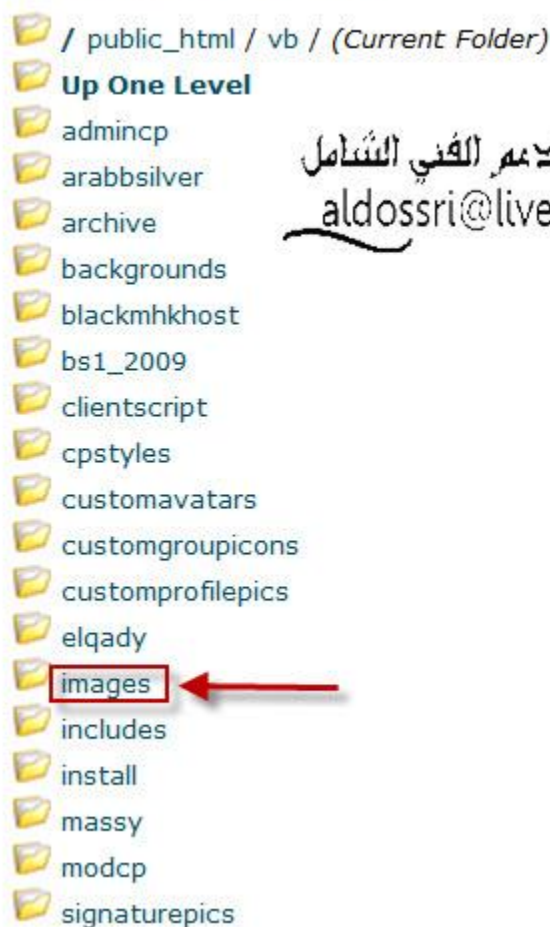 / public_html / vb / (Current Folder)
Up One Level
admincp
الفني الشامل
arabbsilver
aldossri@live
archive
backgrounds
blackmhkhost
bs1_2009
clientscript
cpstyles
customavatars
customgroupicons
customprofilepics
elqady
images
includes
install
massy
modcp
signaturepics